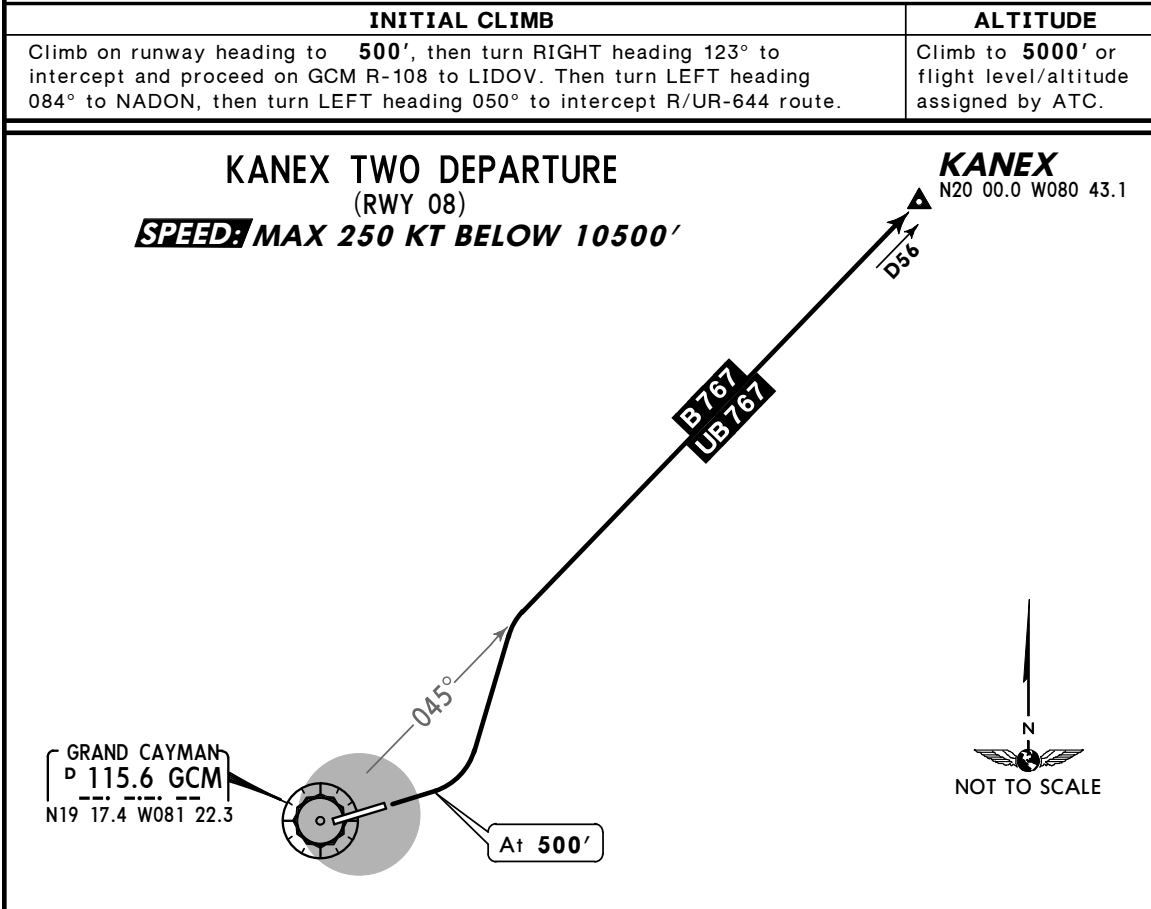 INITIAL CLIMB
ALTITUDE
Climb on runway heading to 500', then turn RIGHT heading 123° to
intercept and proceed on GCM R-108 to LIDOV. Then turn LEFT heading
084° to NADON, then turn LEFT heading 050° to intercept R/UR-644 route.
Climb to 5000' or
flight level/altitude
assigned by ATC.
KANEX TWO DEPARTURE
(RWY 08)
SPEED: MAX 250 KT BELOW 10500'
KANEX
N20 00.0 W080 43.1
D56
B 767
UB 767
045°
GRAND CAYMAN
D 115.6 GCM
N19 17.4 W081 22.3
At 500'
N
NOT TO SCALE